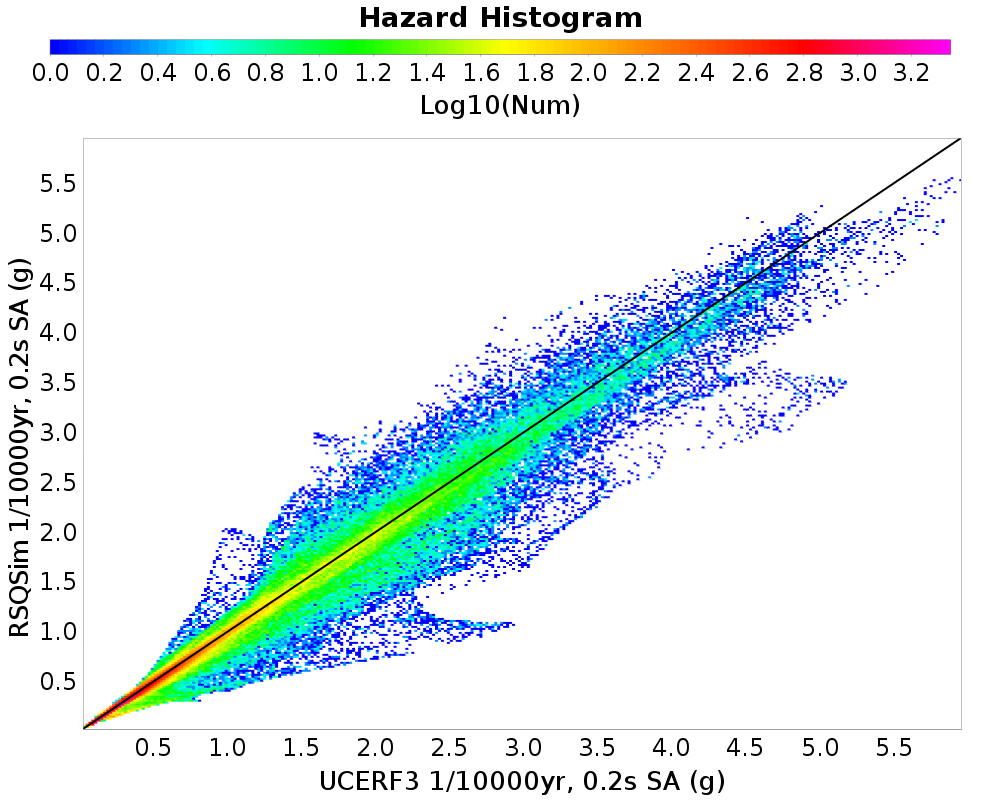 Hazard Histogram
0.0 0.2 0.4 0.6 0.8 1.0 1.2 1.4 1.6 1.8 2.0 2.2 2.4 2.6 2.8 3.0 3.2
Log10(Num)
RSQSim 1/10000yr, 0.2s SA (g)
5.5
5.0
4.5
4.0
3.5
3.0
2.5
2.0
1.5
1.0
0.5
0.5 1.0 1.5 2.0 2.5 3.0 3.5 4.0 4.5 5.0 5.5
UCERF3 1/10000yr, 0.2s SA (g)